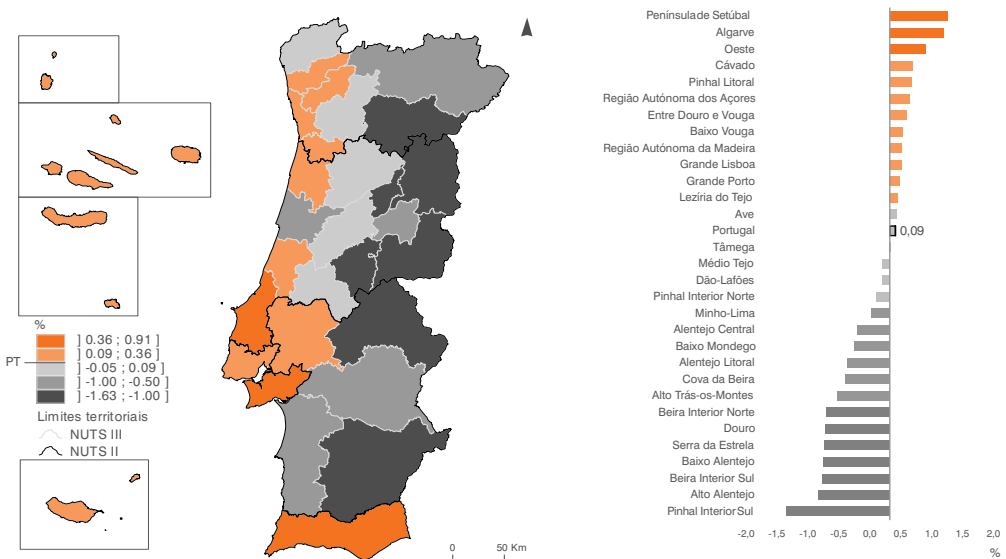 %
] 0.36 ; 0.91 ]
] 0.09 ; 0.36 ]
PT
] -0.05 ; 0.09 ]
] -1.00 ; -0.50 ]
] -1.63 ; -1.00 ]
Limites territoriais
NUTS III
NUTS II
0 50 Km
Península de Setúbal
Algarve
Oeste
Cávado
Pinhal Litoral
Região Autónoma dos Açores
Entre Douro e Vouga
Baixo Vouga
Região Autónoma da Madeira
Grande Lisboa
Grande Porto
Lezíria do Tejo
Ave
Portugal 0,09
Tâmega
Médio Tejo
Dão-Lafões
Pinhal Interior Norte
Minho-Lima
Alentejo Central
Baixo Mondego
Alentejo Litoral
Cova da Beira
Alto Trás-os-Montes
Beira Interior Norte
Douro
Serra da Estrela
Baixo Alentejo
Beira Interior Sul
Alto Alentejo
Pinhal Interior Sul
-2,0 -1,5 -1,0 -0,5 0,0 0,5 1,0 1,5 2,0
%